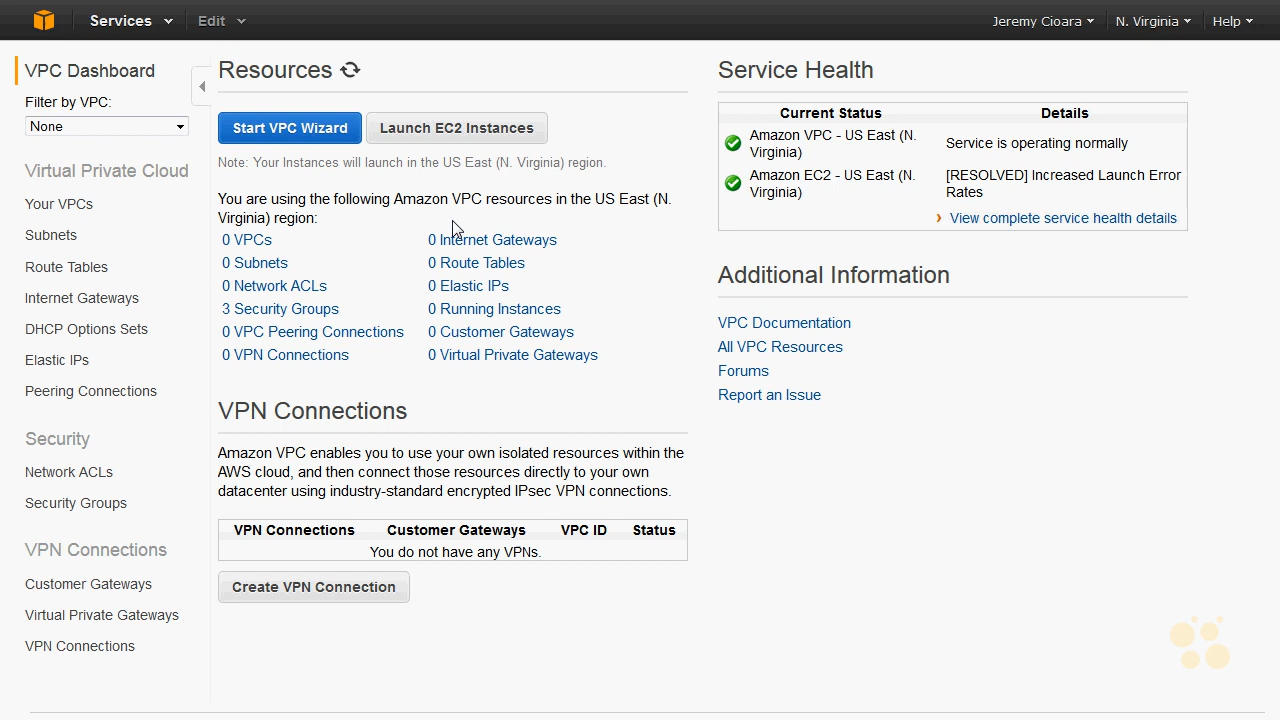 Services Edit Jeremy Cioara N. Virginia Help
VPC Dashboard
Filter by VPC:
None
Virtual Private Cloud
Your VPCs
Subnets
Route Tables
Internet Gateways
DHCP Options Sets
Elastic IPs
Peering Connections
Security
Network ACLs
Security Groups
VPN Connections
Customer Gateways
Virtual Private Gateways
VPN Connections
Resources
Start VPC Wizard Launch EC2 Instances
Note: Your Instances will launch in the US East (N. Virginia) region.
You are using the following Amazon VPC resources in the US East (N.
Virginia) region:
0 VPCs 0 Internet Gateways
0 Subnets 0 Route Tables
0 Network ACLs 0 Elastic IPs
3 Security Groups 0 Running Instances
0 VPC Peering Connections 0 Customer Gateways
0 VPN Connections 0 Virtual Private Gateways
VPN Connections
Amazon VPC enables you to use your own isolated resources within the
AWS cloud, and then connect those resources directly to your own
datacenter using industry-standard encrypted IPsec VPN connections.
VPN Connections Customer Gateways VPC ID Status
You do not have any VPNs.
Create VPN Connection
Service Health
Current Status Details
Amazon VPC - US East (N. Service is operating normally
Virginia)
Amazon EC2 - US East (N. [RESOLVED] Increased Launch Error
Virginia) Rates
View complete service health details
Additional Information
VPC Documentation
All VPC Resources
Forums
Report an Issue